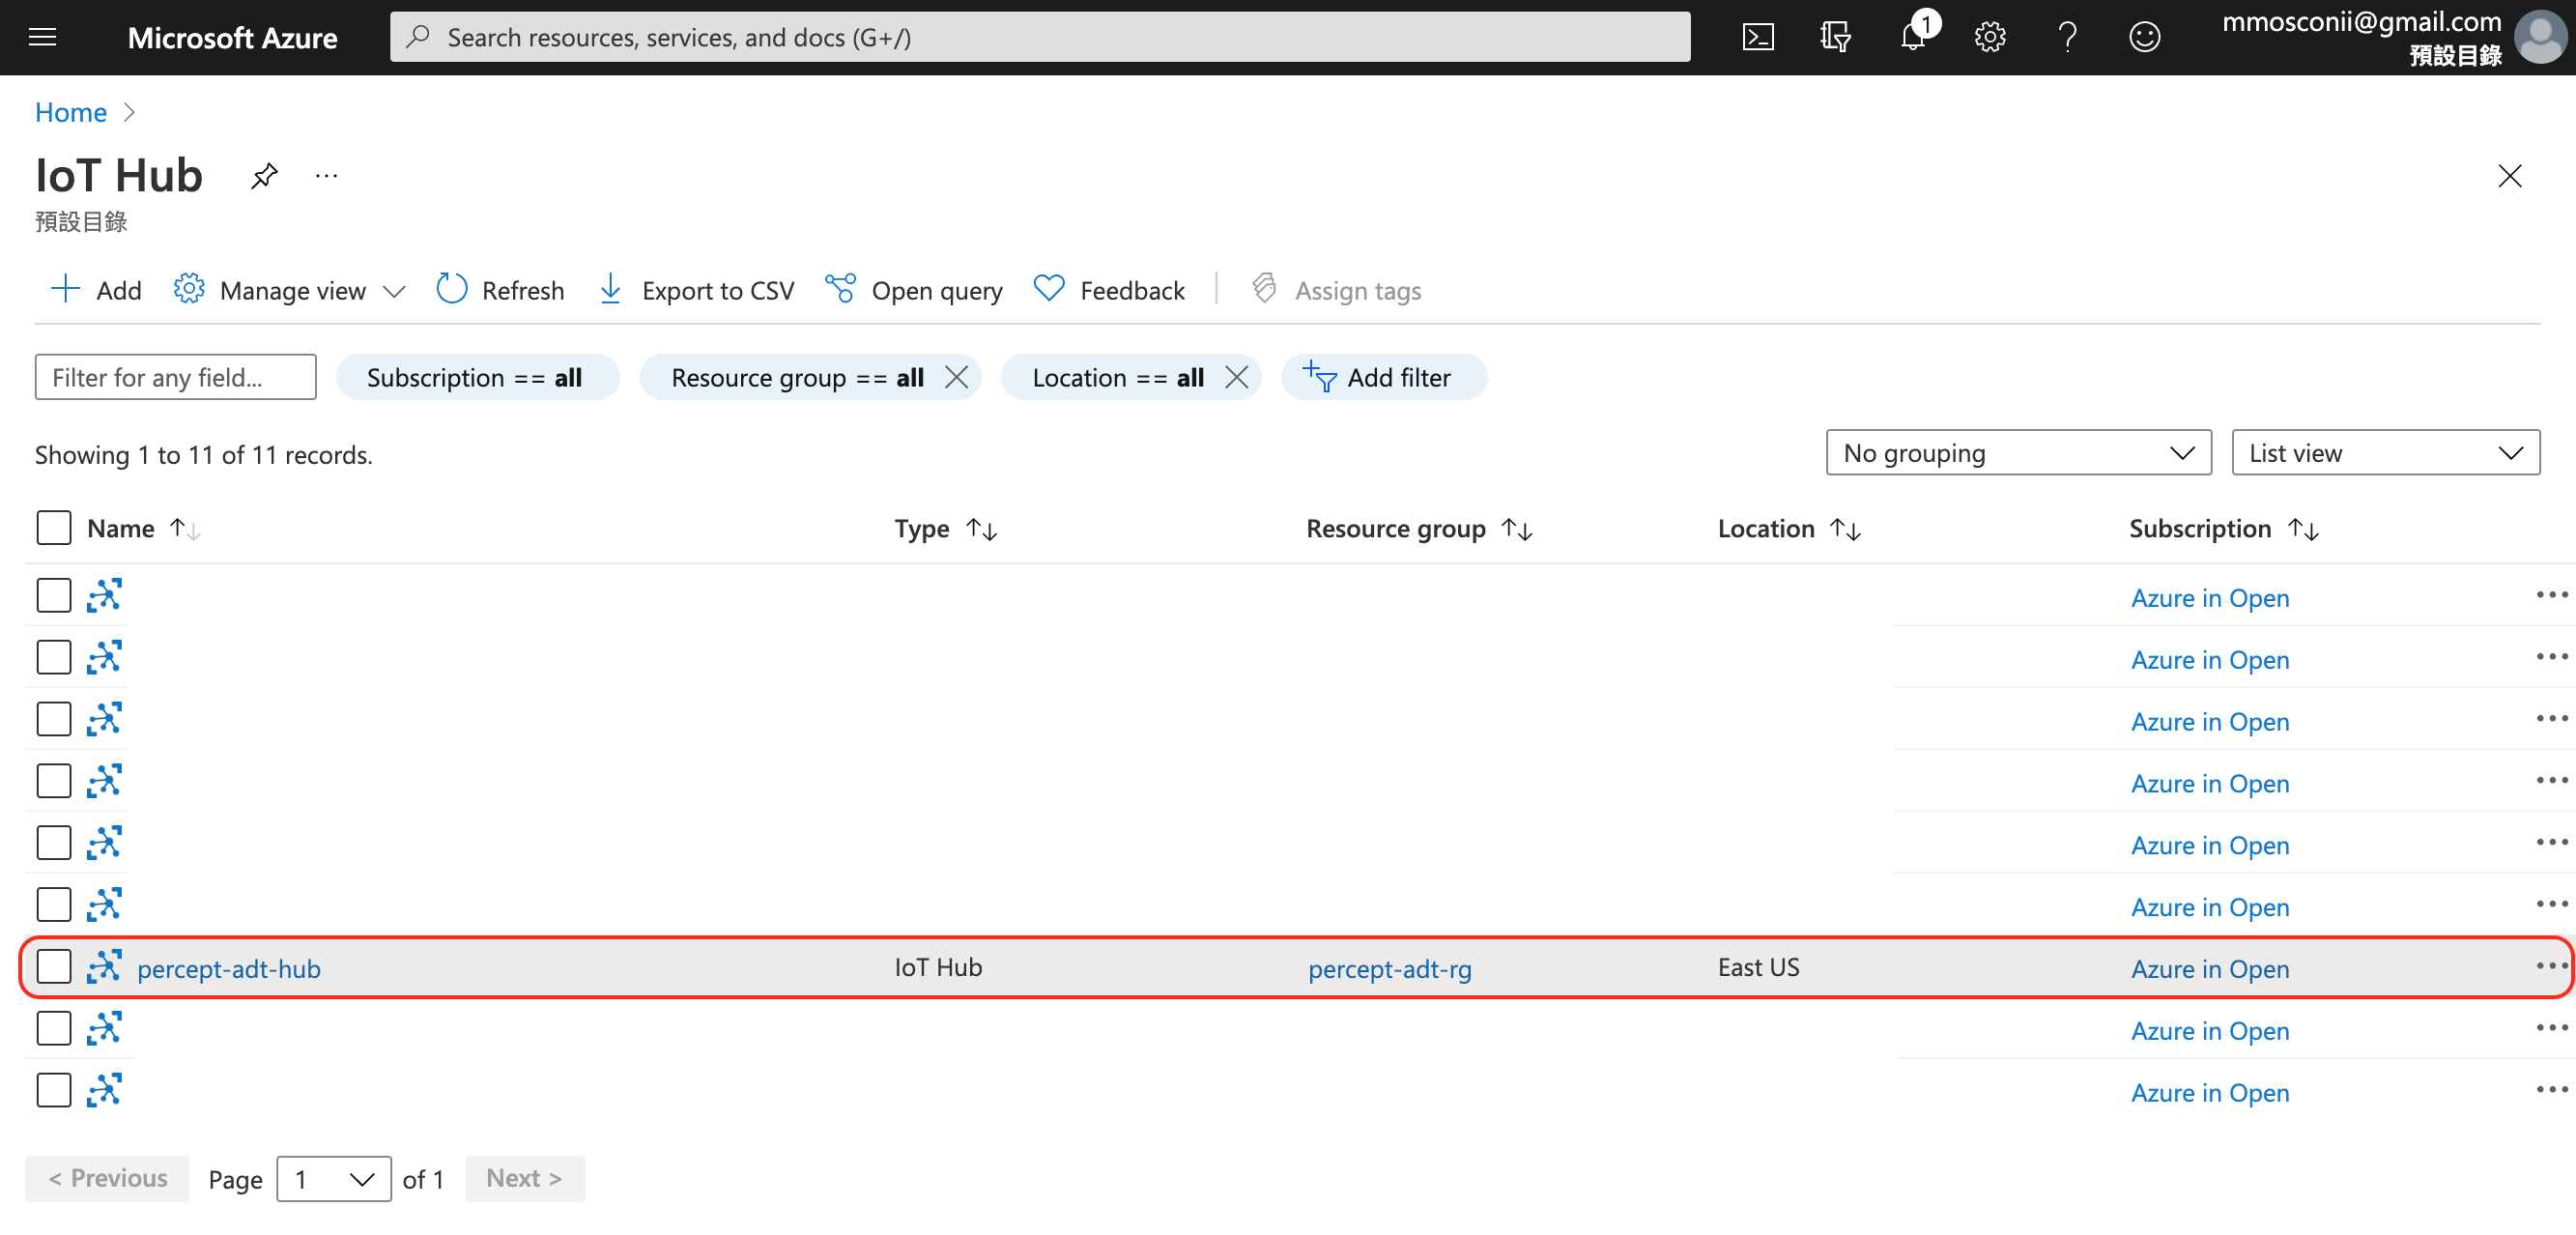 Microsoft Azure
Search resources, services, and docs (G+/)
1
mmosconii@gmail.com
預設目錄
Home
IoT Hub
...
預設目錄
Add
Manage view
Refresh
Export to CSV
Open query
Feedback
Assign tags
Filter for any field...
Subscription == all
Resource group == all
Location == all
Add filter
Showing 1 to 11 of 11 records.
No grouping
List view
Name
Type
Resource group
Location
Subscription
Azure in Open
Azure in Open
Azure in Open
Azure in Open
Azure in Open
Azure in Open
percept-adt-hub
IoT Hub
percept-adt-rg
East US
Azure in Open
Azure in Open
Azure in Open
< Previous
Page
1
of 1
Next >